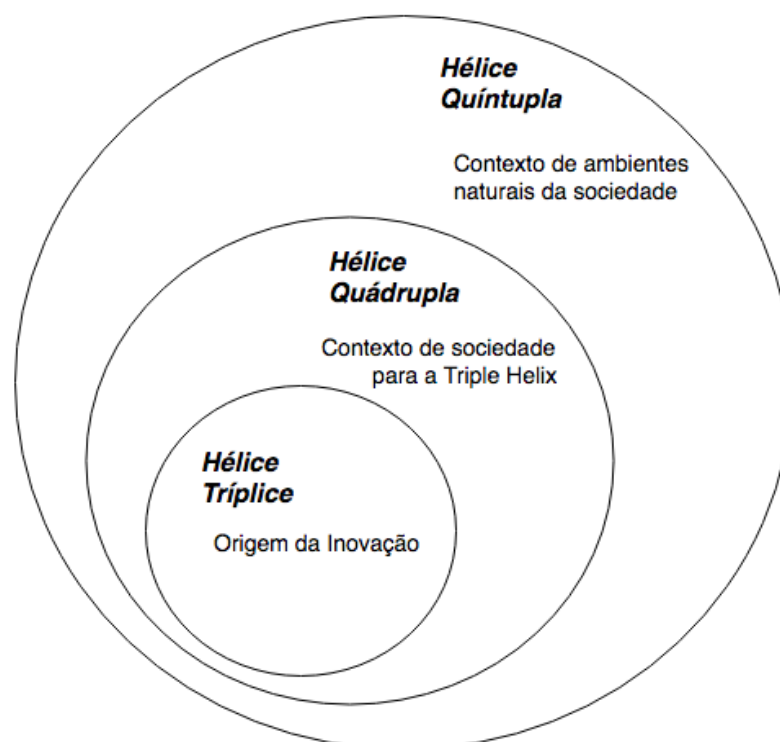 Hélice
Quíntupla
Contexto de ambientes
naturais da sociedade
Hélice
Quádrupla
Contexto de sociedade
para a Triple Helix
Hélice
Tríplice
Origem da Inovação